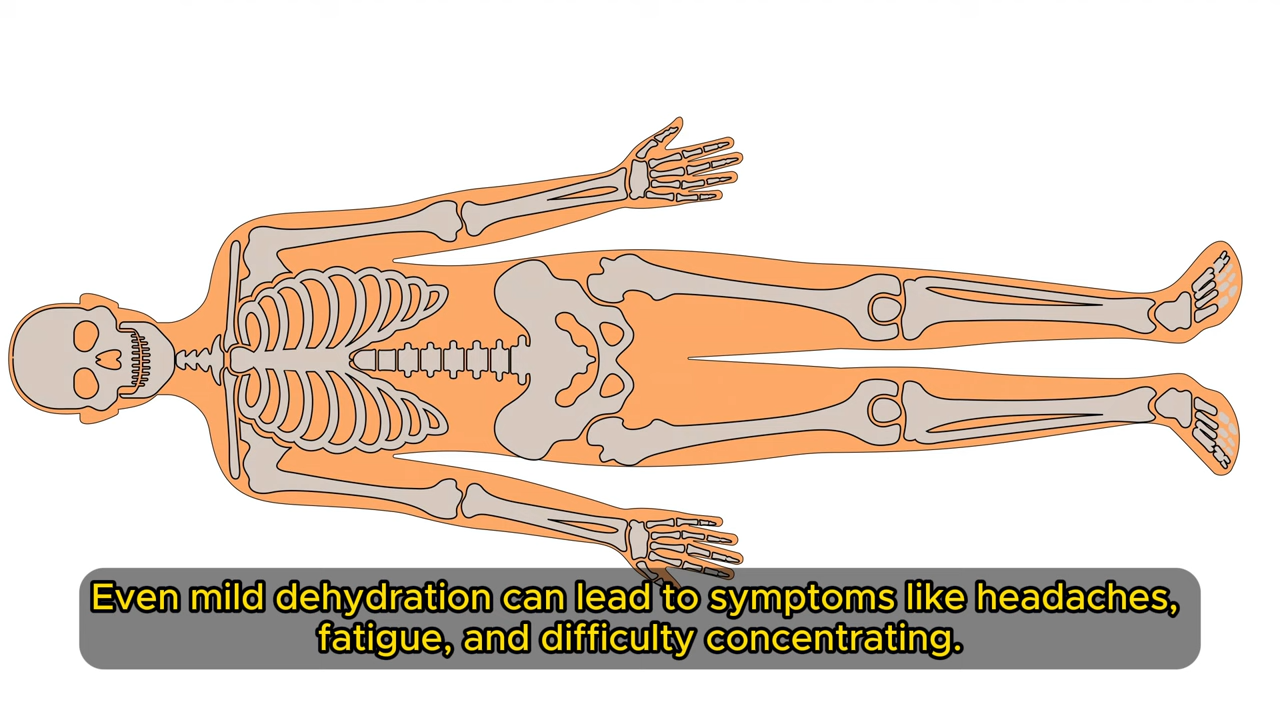 Even mild dehydration can lead to symptoms like headaches,
fatigue, and difficulty concentrating.